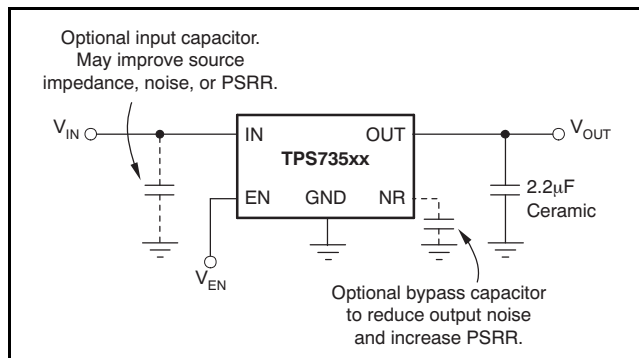 Optional input capacitor.
May improve source
impedance, noise, or PSRR.
VIN
IN
OUT
VOUT
TPS735xx
EN
GND
NR
2.2μF
Ceramic
VEN
Optional bypass capacitor
to reduce output noise
and increase PSRR.